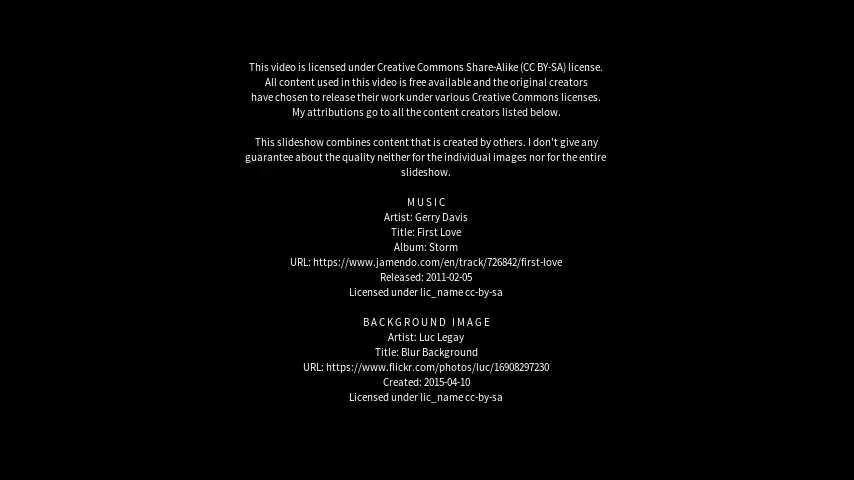 This video is licensed under Creative Commons Share-Alike (CC BY-SA) license.
All content used in this video is free available and the original creators
have chosen to release their work under various Creative Commons licenses.
My attributions go to all the content creators listed below.
This slideshow combines content that is created by others. I don't give any
guarantee about the quality neither for the individual images nor for the entire
slideshow.
MUSIC
Artist: Gerry Davis
Title: First Love
Album: Storm
URL: https://www.jamendo.com/en/track/726842/first-love
Released: 2011-02-05
Licensed under lic_name cc-by-sa
BACKGROUND IMAGE
Artist: Luc Legay
Title: Blur Background
URL: https://www.flickr.com/photos/luc/16908297230
Created: 2015-04-10
Licensed under lic_name cc-by-sa